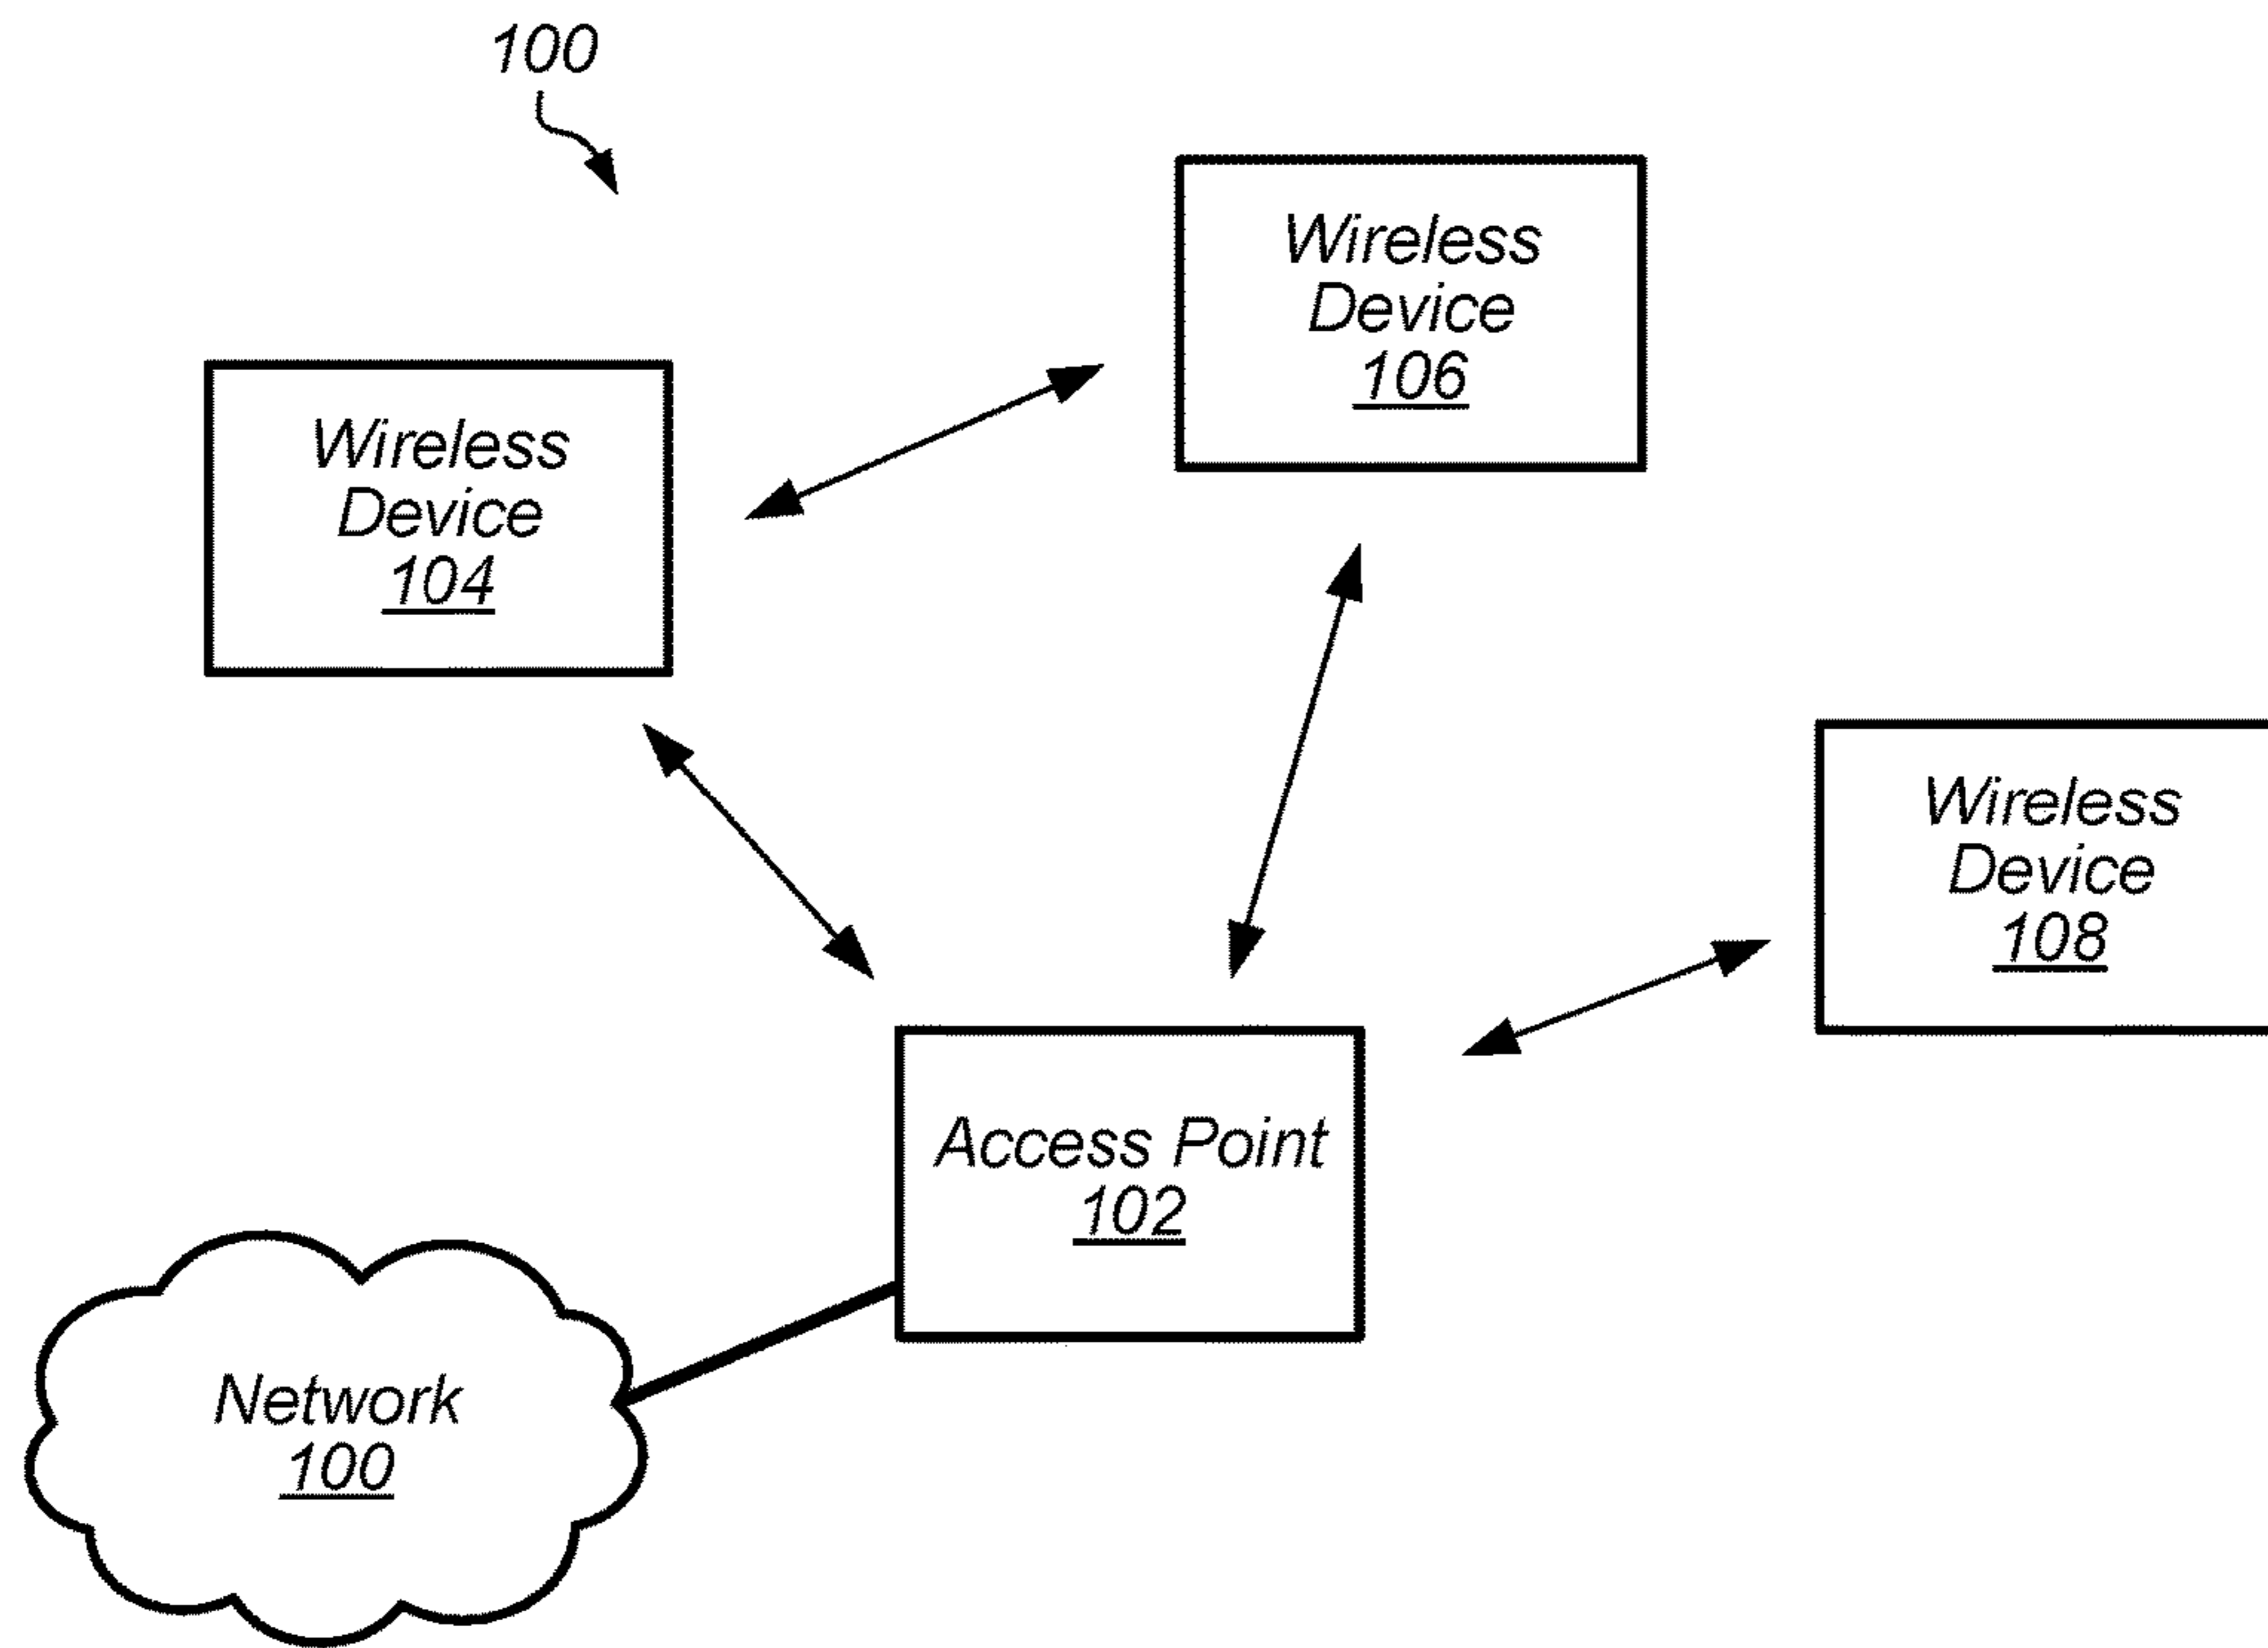 100
Wireless
Device
106
Wireless
Device
104
Wireless
Device
108
Access Point
102
Network
100